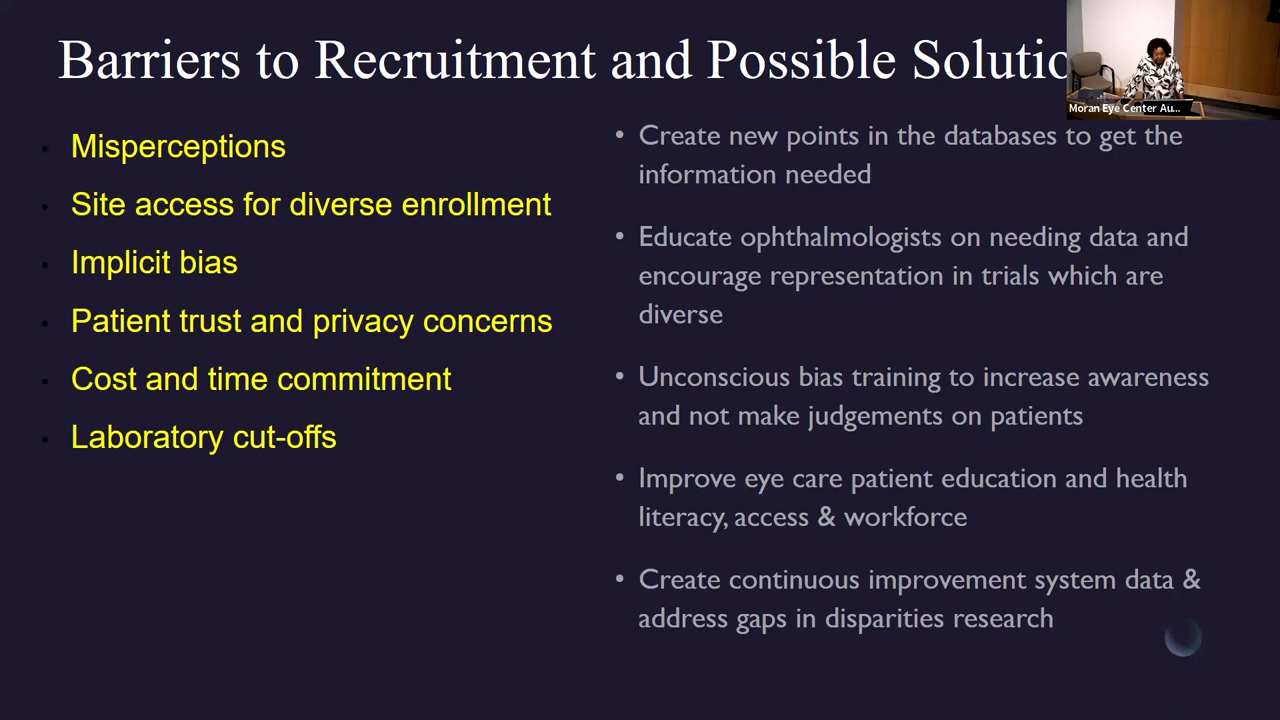 Barriers to Recruitment and Possible Solutio
Moran Eye Center Au...
Misperceptions
Site access for diverse enrollment
Implicit bias
Patient trust and privacy concerns
Cost and time commitment
Laboratory cut-offs
• Create new points in the databases to get the
information needed
• Educate ophthalmologists on needing data and
encourage representation in trials which are
diverse
• Unconscious bias training to increase awareness
and not make judgements on patients
• Improve eye care patient education and health
literacy, access & workforce
• Create continuous improvement system data &
address gaps in disparities research